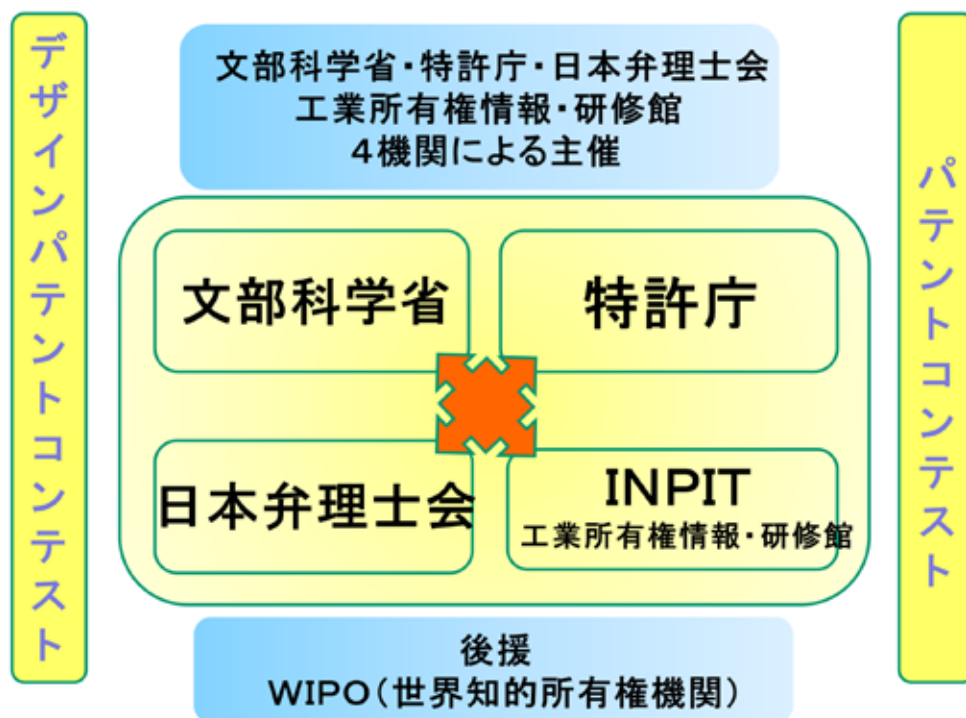 デザインパテントコンテスト
文部科学省・特許庁・日本弁理士会
工業所有権情報・研修館
4機関による主催
文部科学省
特許庁
日本弁理士会
INPIT
工業所有権情報・研修館
後援
WIPO(世界知的所有権機関)
パテントコンテスト